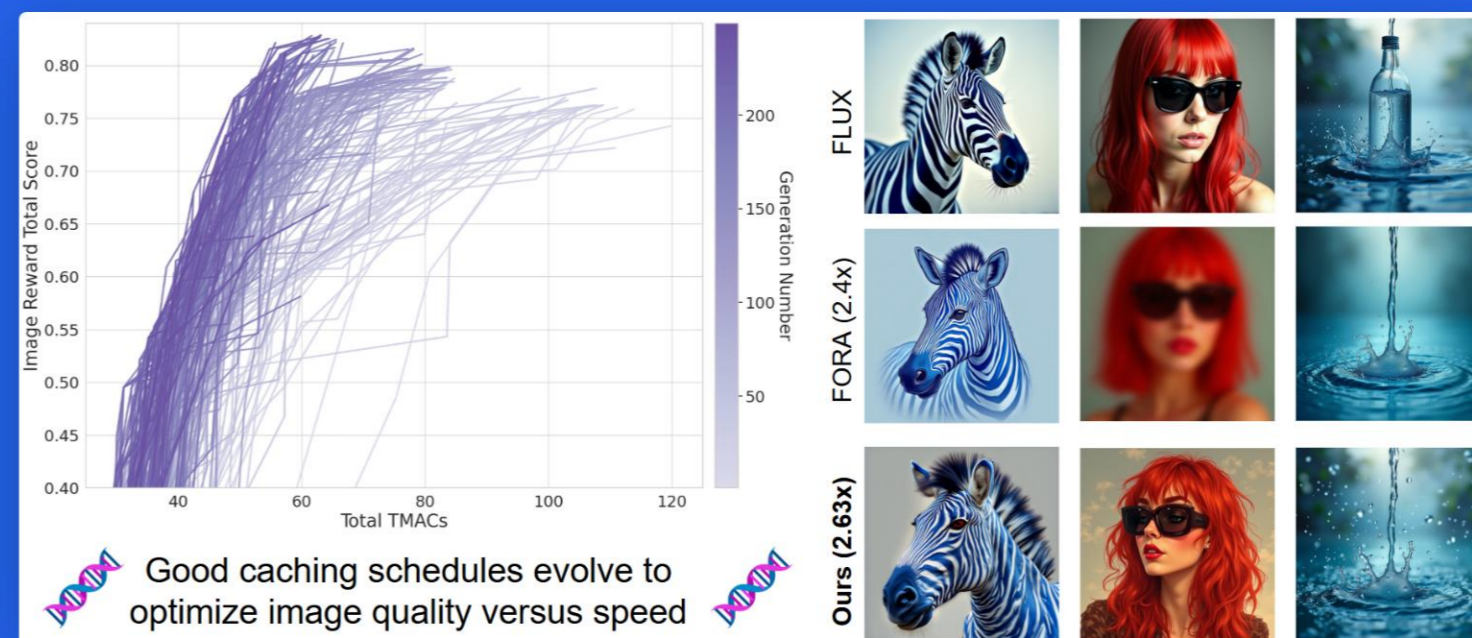 0.80
0.75
0.70
0.65
0.60
0.55
0.50
0.45
0.40
Image Reward Total Score
40 60 80 100 120
Total TMACs
200
150
100
50
Generation Number
Good caching schedules evolve to
optimize image quality versus speed
FLUX
FORA (2.4x)
Ours (2.63x)